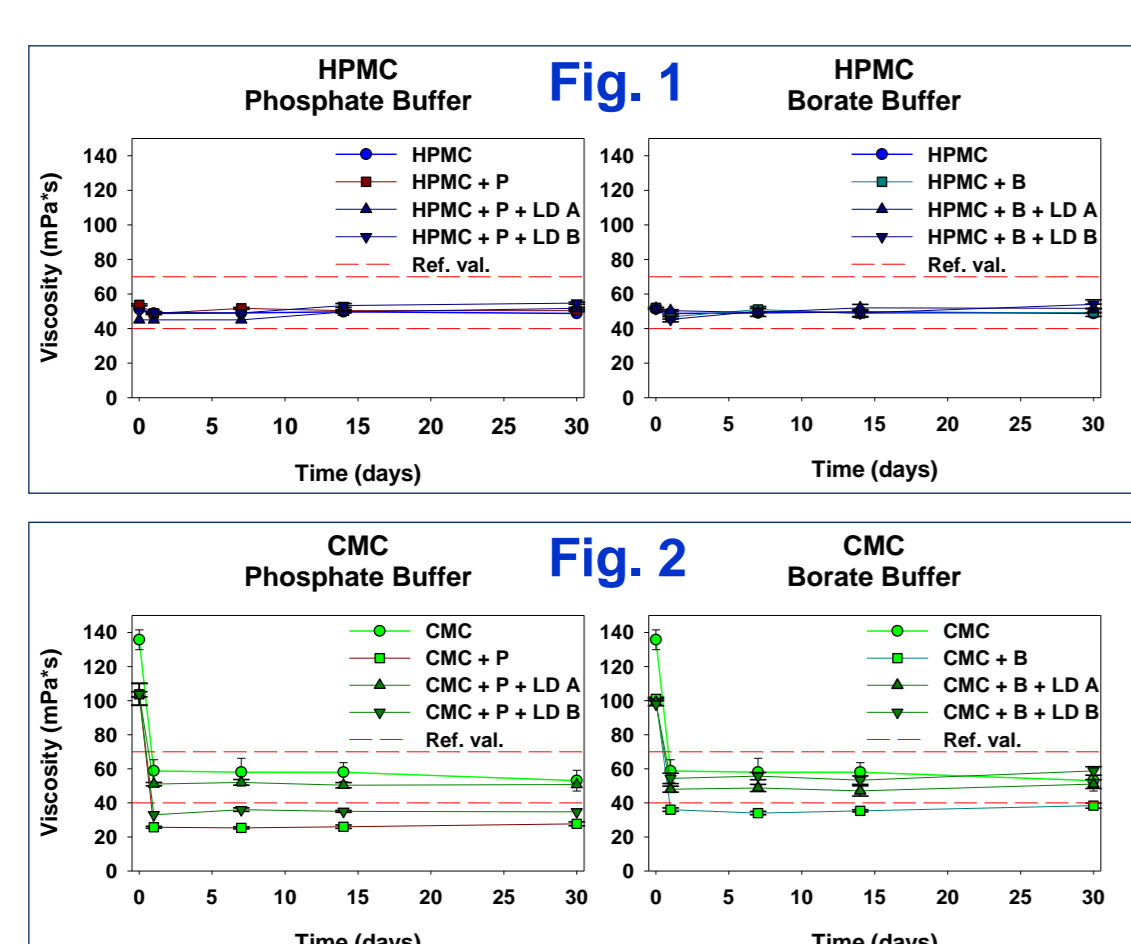 Fig. 1
HPMC
Phosphate Buffer
Viscosity (mPa*s)
140
120
100
80
60
40
20
0
HPMC
HPMC + P
HPMC + P + LD A
HPMC + P + LD B
Ref. val.
0 5 10 15 20 25 30
Time (days)
HPMC
Borate Buffer
140
120
100
80
60
40
20
0
HPMC
HPMC + B
HPMC + B + LD A
HPMC + B + LD B
Ref. val.
0 5 10 15 20 25 30
Time (days)
Fig. 2
CMC
Phosphate Buffer
Viscosity (mPa*s)
140
120
100
80
60
40
20
0
CMC
CMC + P
CMC + P + LD A
CMC + P + LD B
Ref. val.
0 5 10 15 20 25 30
Time (days)
CMC
Borate Buffer
140
120
100
80
60
40
20
0
CMC
CMC + B
CMC + B + LD A
CMC + B + LD B
Ref. val.
0 5 10 15 20 25 30
Time (days)